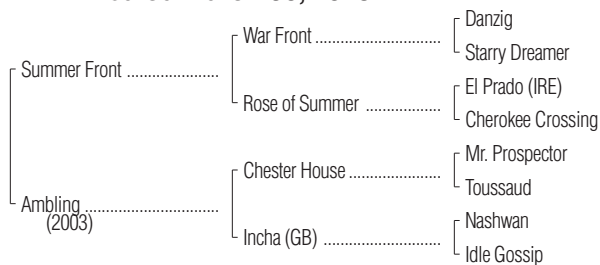 War Front
Danzig
Starry Dreamer
Summer Front
Rose of Summer
El Prado (IRE)
Cherokee Crossing
Chester House
Mr. Prospector
Toussaud
Ambling
(2003)
Incha (GB)
Nashwan
Idle Gossip